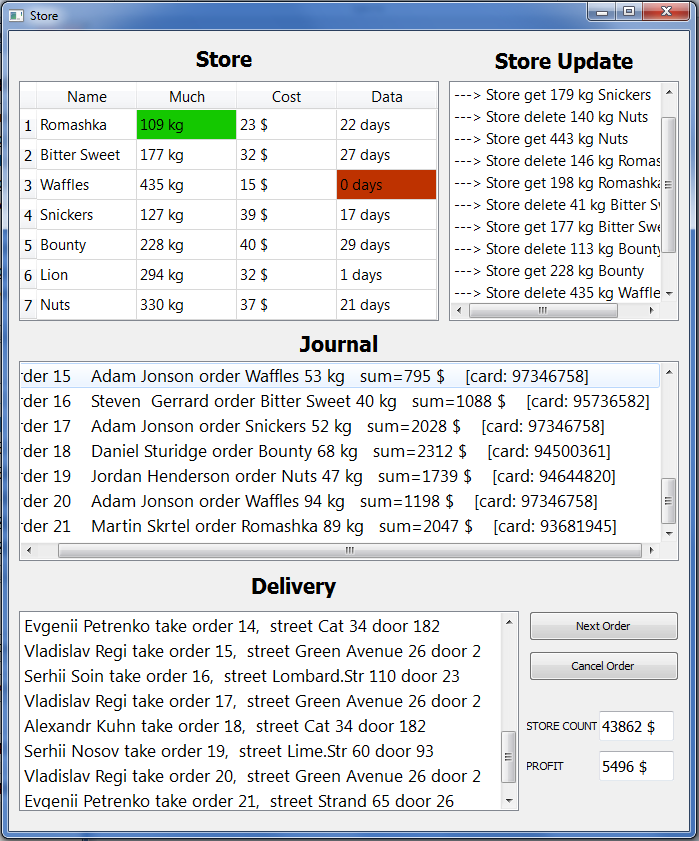 Store
Store
Name Much Cost Data
1 Romashka 109 kg 23 $ 22 days
2 Bitter Sweet 177 kg 32 $ 27 days
3 Waffles 435 kg 15 $ 0 days
4 Snickers 127 kg 39 $ 17 days
5 Bounty 228 kg 40 $ 29 days
6 Lion 294 kg 32 $ 1 days
7 Nuts 330 kg 37 $ 21 days
Store Update
---> Store get 179 kg Snickers
---> Store delete 140 kg Nuts
---> Store get 443 kg Nuts
---> Store delete 146 kg Romas
---> Store get 198 kg Romashka
---> Store delete 41 kg Bitter S
---> Store get 177 kg Bitter Swe
---> Store delete 113 kg Bounty
---> Store get 228 kg Bounty
---> Store delete 435 kg Waffle
Journal
rder 15 Adam Jonson order Waffles 53 kg sum=795 $ [card: 97346758]
rder 16 Steven Gerrard order Bitter Sweet 40 kg sum=1088 $ [card: 95736582]
rder 17 Adam Jonson order Snickers 52 kg sum=2028 $ [card: 97346758]
rder 18 Daniel Sturidge order Bounty 68 kg sum=2312 $ [card: 94500361]
rder 19 Jordan Henderson order Nuts 47 kg sum=1739 $ [card: 94644820]
rder 20 Adam Jonson order Waffles 94 kg sum=1198 $ [card: 97346758]
rder 21 Martin Skrtel order Romashka 89 kg sum=2047 $ [card: 93681945]
Delivery
Evgenii Petrenko take order 14, street Cat 34 door 182
Vladislav Regi take order 15, street Green Avenue 26 door 2
Serhii Soin take order 16, street Lombard.Str 110 door 23
Vladislav Regi take order 17, street Green Avenue 26 door 2
Alexandr Kuhn take order 18, street Cat 34 door 182
Serhii Nosov take order 19, street Lime.Str 60 door 93
Vladislav Regi take order 20, street Green Avenue 26 door 2
Evgenii Petrenko take order 21, street Strand 65 door 26
Next Order
Cancel Order
STORE COUNT 43862 $
PROFIT 5496 $